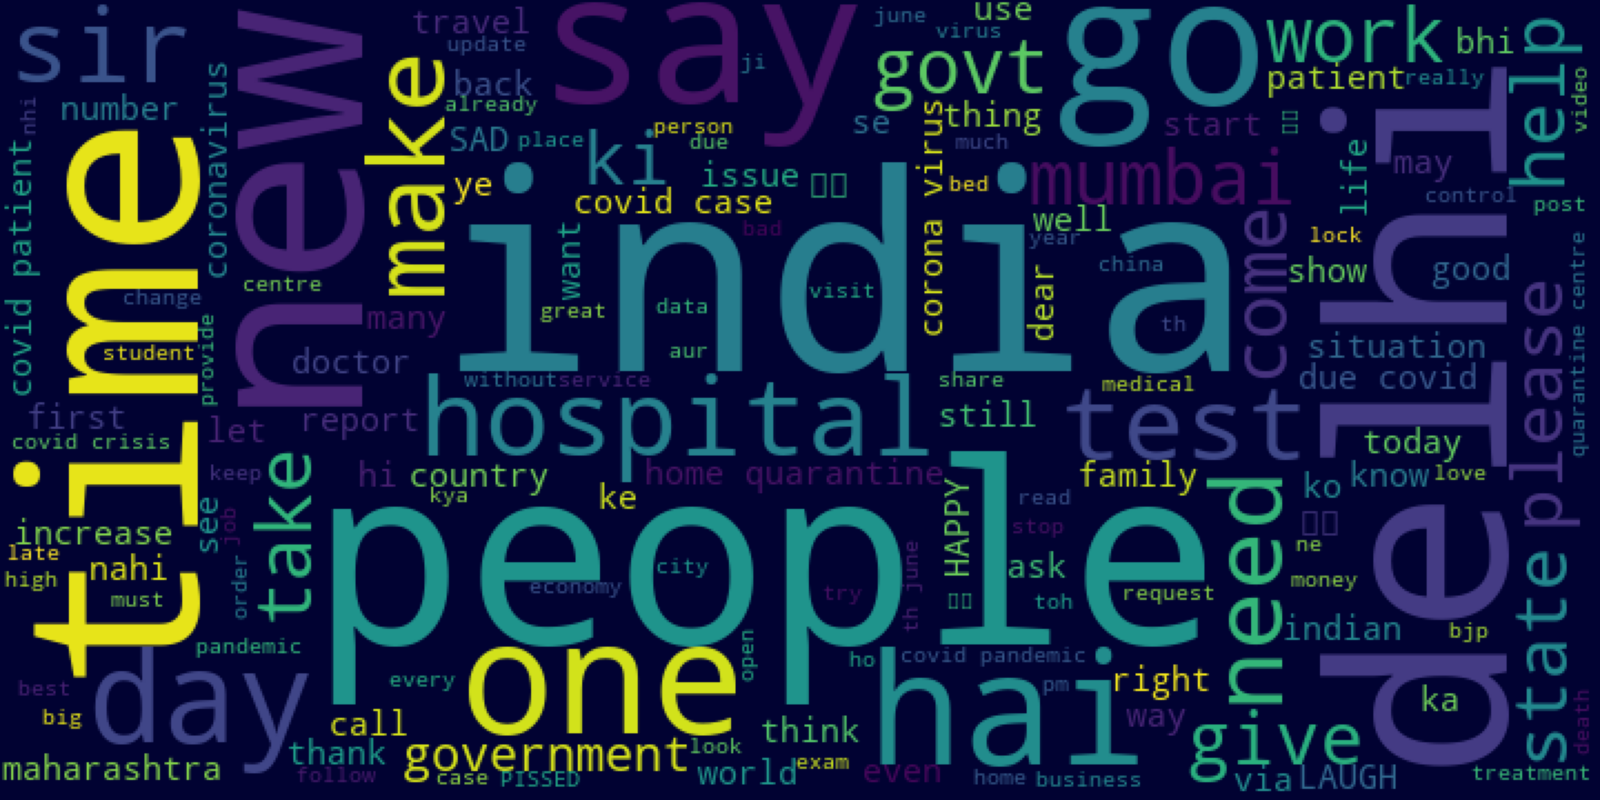 sir
number
nhi
covid patient
time
coronavirus
new
travel
update
back
already
make
SAD
place
ye
say
ji
person
due
ki
issue
covid case
bad
want
june
virus
use
govt
se
thing
much
corona virus
bed
go
work
bhi
patient
really
start
help
video
mumbai
well
year
dear
india
great
data
visit
aur
china
th
life
may
control
post
lock
show
good
come
delhi
situation
due covid
please
quarantine centre
change
centre
student
provide
many
doctor
first
covid crisis
let
report
keep
without
service
share
medical
hospital
still
test
today
know
love
hi
country
kya
ke
home quarantine
family
ko
see
job
take
increase
late
nahi
high
must
order
pandemic
people
economy
city
try
th june
HAPPY
read
stop
ask
toh
request
need
ne
money
indian
bjp
state
day
best
big
maharashtra
every
call
thank
follow
one
open
government
case
PISSED
look
world
think
exam
ho
covid pandemic
pm
hai
even
home
business
right
way
give
via
LAUGH
ka
death
treatment